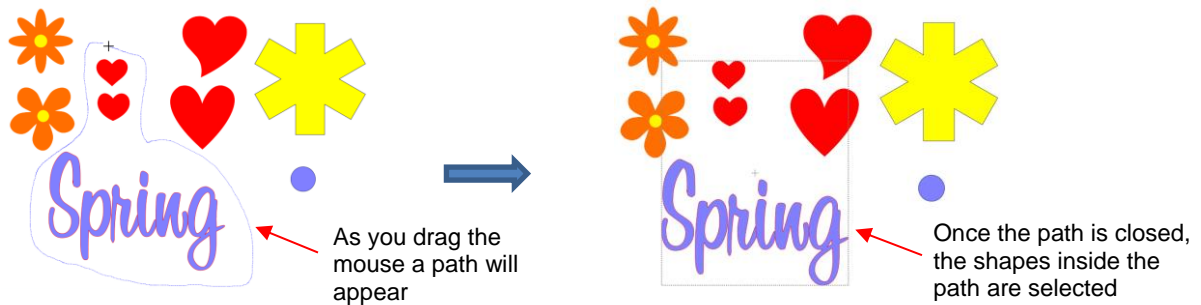 Spring
As you drag the
mouse a path will
appear
Spring
Once the path is closed,
the shapes inside the
path are selected